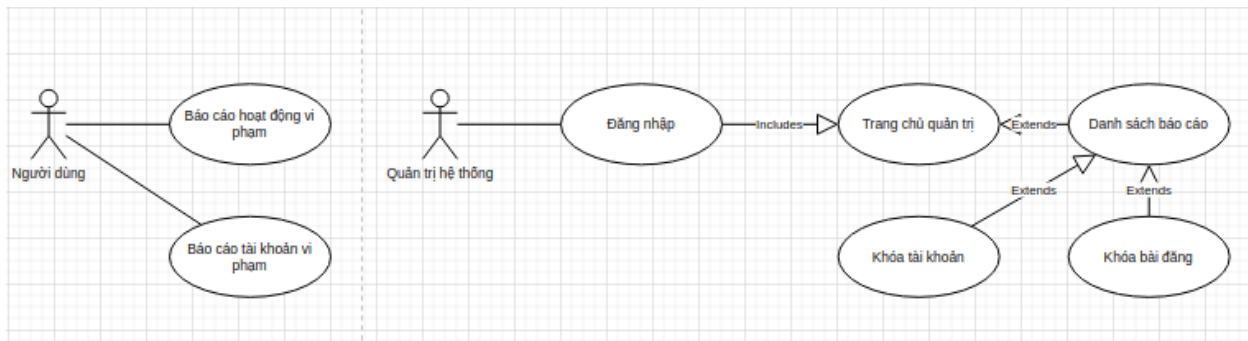 Báo cáo hoạt động vi
phạm
Người dùng
Báo cáo tài khoản vi
phạm
Quản trị hệ thống
Đăng nhập
Includes
Trang chủ quản trị
Extends
Danh sách báo cáo
Extends
Extends
Khóa tài khoản
Khóa bài đăng